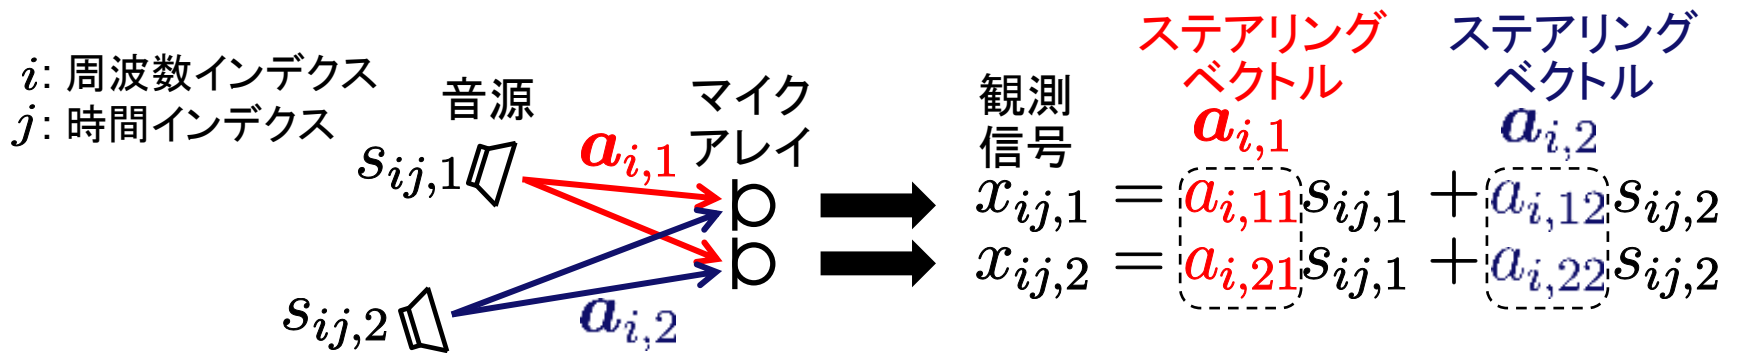 i: 周波数インデクス
j: 時間インデクス
音源
s_{ij,1}
s_{ij,2}
a_{i,1}
a_{i,2}
マイク
アレイ
観測
信号
ステアリング
ベクトル
a_{i,1}
ステアリング
ベクトル
a_{i,2}
x_{ij,1} = a_{i,11} s_{ij,1} + a_{i,12} s_{ij,2}
x_{ij,2} = a_{i,21} s_{ij,1} + a_{i,22} s_{ij,2}